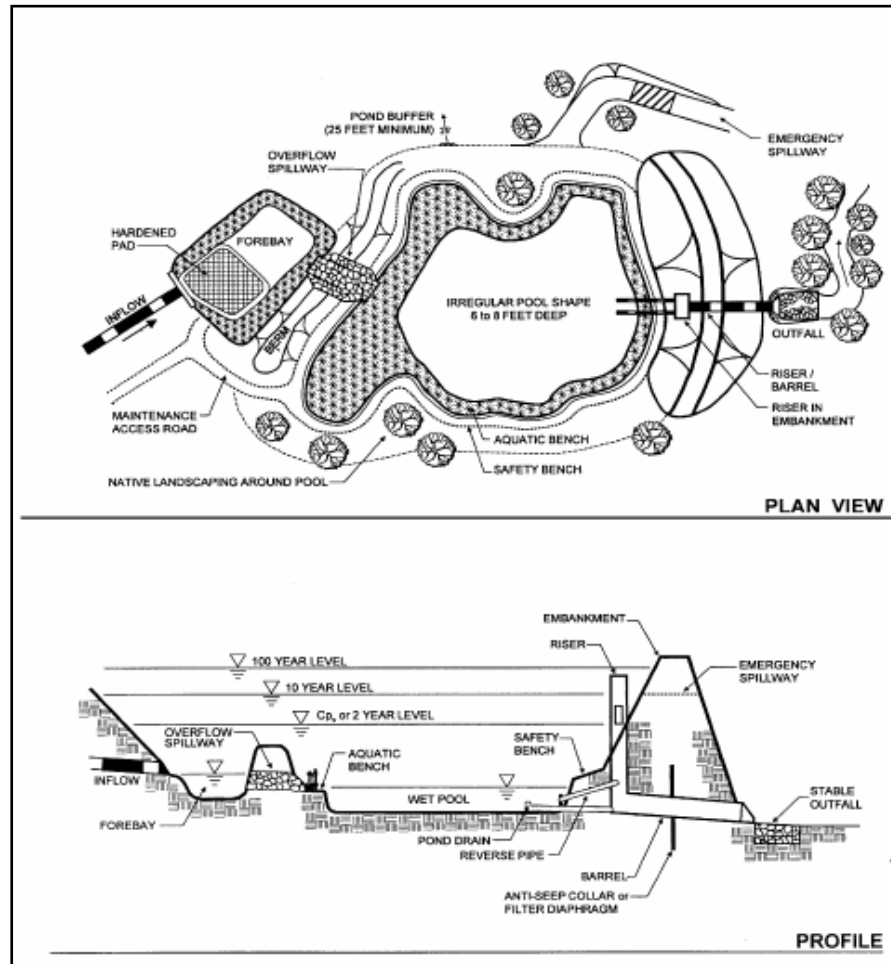 POND BUFFER
(25 FEET MINIMUM)
OVERFLOW
SPILLWAY
EMERGENCY
SPILLWAY
HARDENED
PAD
FOREBAY
INFLOW
BERM
IRREGULAR POOL SHAPE
6 to 8 FEET DEEP
OUTFALL
RISER /
BARREL
RISER IN
EMBANKMENT
MAINTENANCE
ACCESS ROAD
AQUATIC BENCH
SAFETY BENCH
NATIVE LANDSCAPING AROUND POOL
PLAN VIEW
EMBANKMENT
RISER
100 YEAR LEVEL
EMERGENCY
SPILLWAY
10 YEAR LEVEL
Cpv or 2 YEAR LEVEL
OVERFLOW
SPILLWAY
SAFETY
BENCH
AQUATIC
BENCH
INFLOW
WET POOL
STABLE
OUTFALL
FOREBAY
POND DRAIN
REVERSE PIPE
BARREL
ANTI-SEEP COLLAR or
FILTER DIAPHRAGM
PROFILE